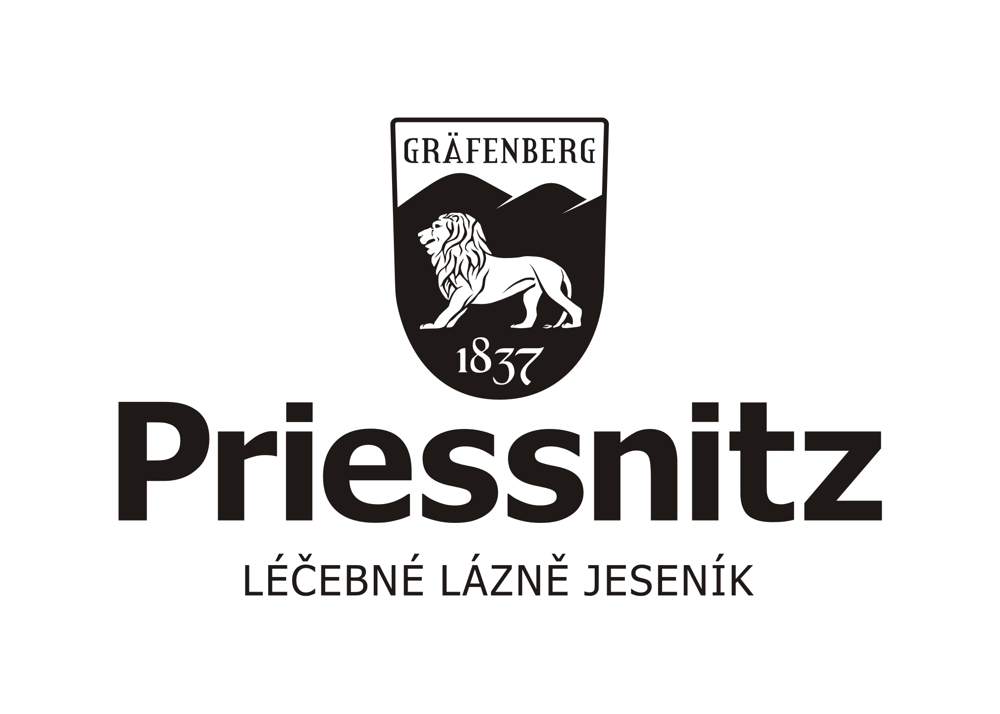 GRÄFENBERG
1837
Priessnitz
LÉČEBNÉ LÁZNĚ JESENÍK